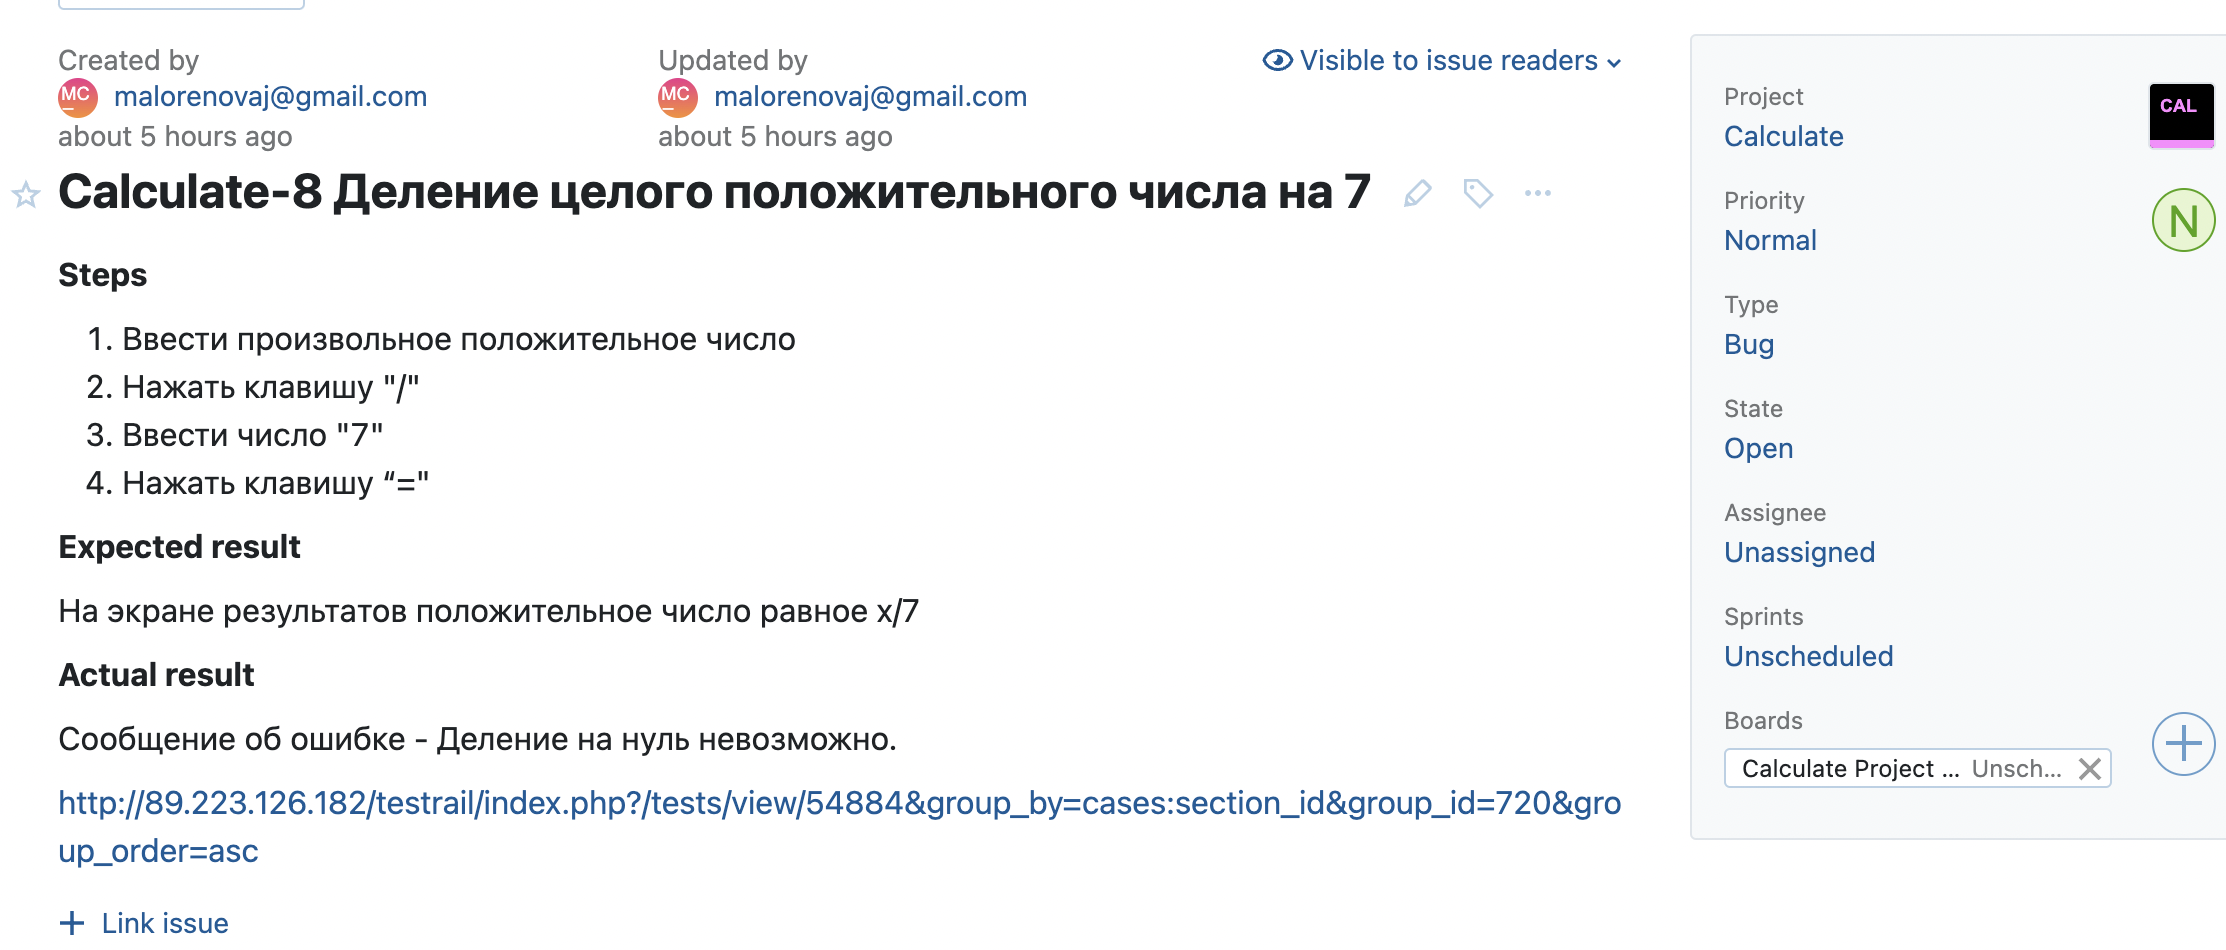 Created by
Updated by
Visible to issue readers
MC malorenovaj@gmail.com
MC malorenovaj@gmail.com
about 5 hours ago
about 5 hours ago
Calculate-8 Деление целого положительного числа на 7
Steps
1. Ввести произвольное положительное число
2. Нажать клавишу "/"
3. Ввести число "7"
4. Нажать клавишу “="
Expected result
На экране результатов положительное число равное х/7
Actual result
Сообщение об ошибке - Деление на нуль невозможно.
http://89.223.126.182/testrail/index.php?/tests/view/54884&group_by=cases:section_id&group_id=720&gro
up_order=asc
Link issue
Project
Calculate
CAL
Priority
Normal
N
Type
Bug
State
Open
Assignee
Unassigned
Sprints
Unscheduled
Boards
Calculate Project ... Unsch...